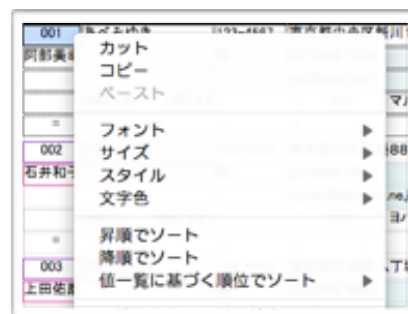 001
カット
コピー
ペースト
フォント
サイズ
スタイル
文字色
002
石井和子
昇順でソート
降順でソート
003
値一覧に基づく順位でソート
上田佐